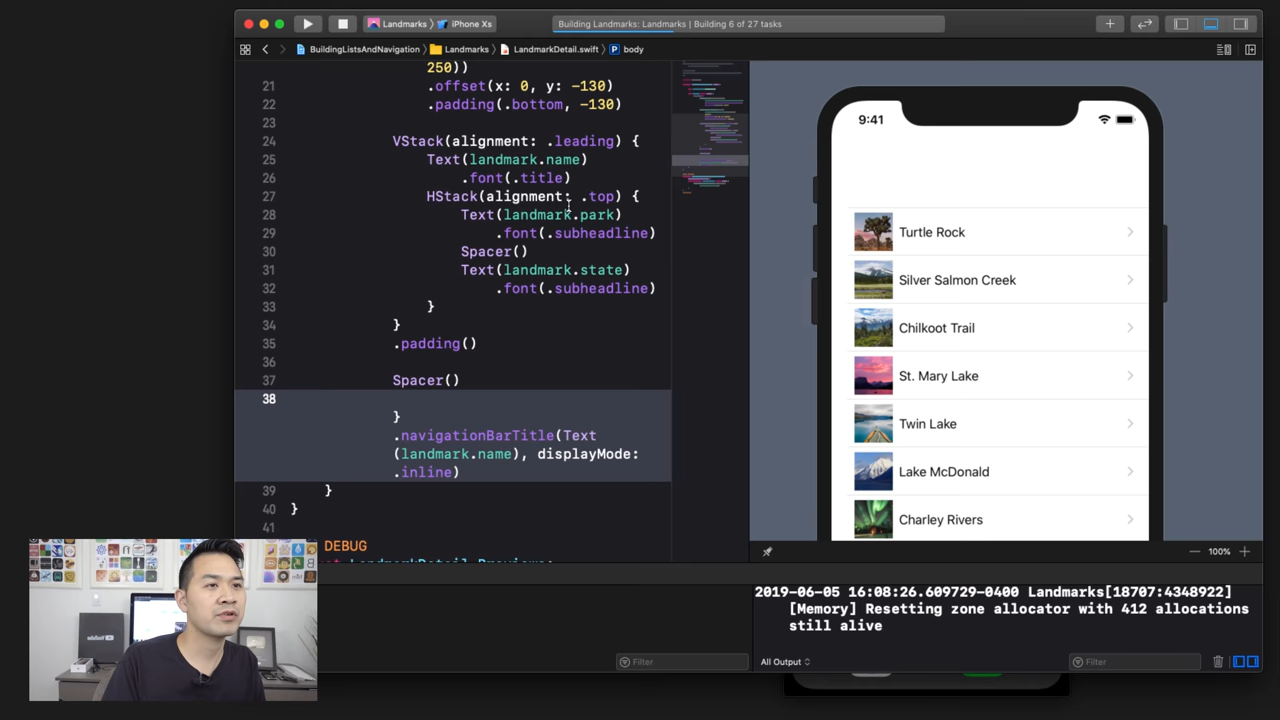 Landmarks
iPhone Xs
Building Landmarks: Landmarks | Building 6 of 27 tasks
BuildingListsAndNavigation
Landmarks
LandmarkDetail.swift
P
body
250))
21 .offset(x: 0, y: -130)
22 .padding(.bottom, -130)
23
24 VStack(alignment: .leading) {
25 Text(landmark.name)
26 .font(.title)
27 HStack(alignment: .top) {
28 Text(landmark.park)
29 .font(.subheadline)
30 Spacer()
31 Text(landmark.state)
32 .font(.subheadline)
33 }
34 }
35 .padding()
36
37 Spacer()
38
}
.navigationBarTitle(Text
(landmark.name), displayMode:
.inline)
39 }
40 }
41
DEBUG
9:41
Turtle Rock
Silver Salmon Creek
Chilkoot Trail
St. Mary Lake
Twin Lake
Lake McDonald
Charley Rivers
100%
2019-06-05 16:08:26.609729-0400 Landmarks[18707:4348922]
[Memory] Resetting zone allocator with 412 allocations
still alive
Filter
All Output
Filter
YouTube